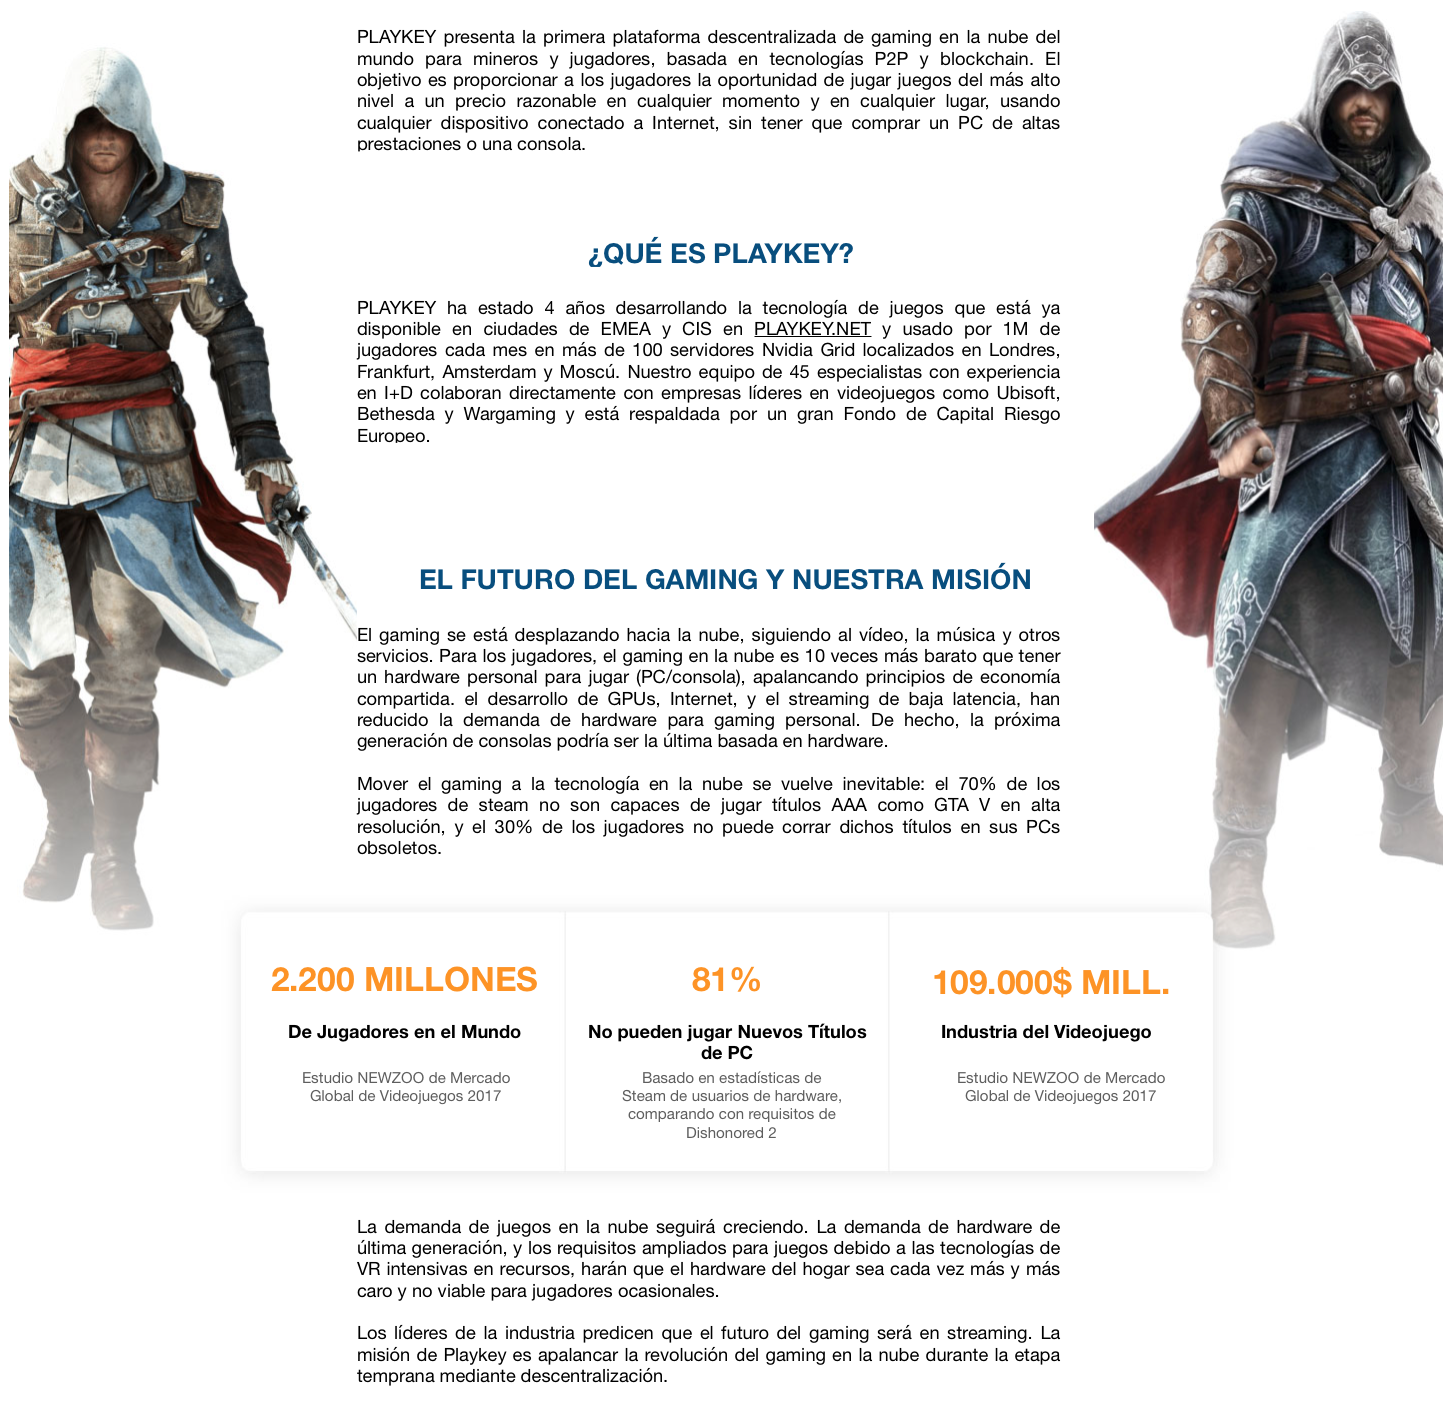 PLAYKEY presenta la primera plataforma descentralizada de gaming en la nube del
mundo para mineros y jugadores, basada en tecnologías P2P y blockchain. El
objetivo es proporcionar a los jugadores la oportunidad de jugar juegos del más alto
nivel a un precio razonable en cualquier momento y en cualquier lugar, usando
cualquier dispositivo conectado a Internet, sin tener que comprar un PC de altas
prestaciones o una consola.
¿QUÉ ES PLAYKEY?
PLAYKEY ha estado 4 años desarrollando la tecnología de juegos que está ya
disponible en ciudades de EMEA y CIS en PLAYKEY.NET y usado por 1M de
jugadores cada mes en más de 100 servidores Nvidia Grid localizados en Londres,
Frankfurt, Amsterdam y Moscú. Nuestro equipo de 45 especialistas con experiencia
en I+D colaboran directamente con empresas líderes en videojuegos como Ubisoft,
Bethesda y Wargaming y está respaldada por un gran Fondo de Capital Riesgo
Europeo.
EL FUTURO DEL GAMING Y NUESTRA MISIÓN
El gaming se está desplazando hacia la nube, siguiendo al vídeo, la música y otros
servicios. Para los jugadores, el gaming en la nube es 10 veces más barato que tener
un hardware personal para jugar (PC/consola), apalancando principios de economía
compartida. el desarrollo de GPUs, Internet, y el streaming de baja latencia, han
reducido la demanda de hardware para gaming personal. De hecho, la próxima
generación de consolas podría ser la última basada en hardware.
Mover el gaming a la tecnología en la nube se vuelve inevitable: el 70% de los
jugadores de steam no son capaces de jugar títulos AAA como GTA V en alta
resolución, y el 30% de los jugadores no puede corrar dichos títulos en sus PCs
obsoletos.
2.200 MILLONES
De Jugadores en el Mundo
Estudio NEWZOO de Mercado
Global de Videojuegos 2017
81%
No pueden jugar Nuevos Títulos
de PC
Basado en estadísticas de
Steam de usuarios de hardware,
comparando con requisitos de
Dishonored 2
109.000$ MILL.
Industria del Videojuego
Estudio NEWZOO de Mercado
Global de Videojuegos 2017
La demanda de juegos en la nube seguirá creciendo. La demanda de hardware de
última generación, y los requisitos ampliados para juegos debido a las tecnologías de
VR intensivas en recursos, harán que el hardware del hogar sea cada vez más y más
caro y no viable para jugadores ocasionales.
Los líderes de la industria predicen que el futuro del gaming será en streaming. La
misión de Playkey es apalancar la revolución del gaming en la nube durante la etapa
temprana mediante descentralización.